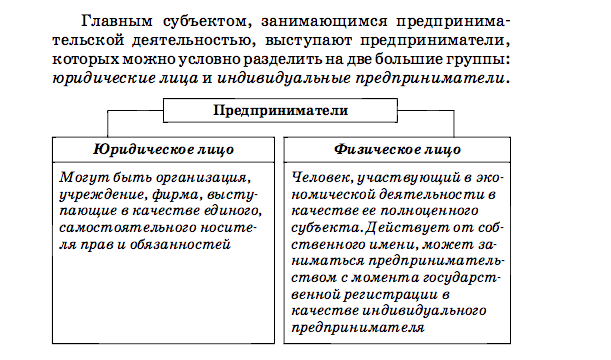 Главным субъектом, занимающимся предпринима-
тельской деятельностью, выступают предприниматели,
которых можно условно разделить на две большие группы:
юридические лица и индивидуальные предприниматели.
Предприниматели
Юридическое лицо
Могут быть организация,
учреждение, фирма, высту-
пающие в качестве единого,
самостоятельного носите-
ля прав и обязанностей
Физическое лицо
Человек, участвующий в эко-
номической деятельности в
качестве ее полноценного
субъекта. Действует от соб-
ственного имени, может за-
ниматься предприниматель-
ством с момента государст-
венной регистрации в
качестве индивидуального
предпринимателя